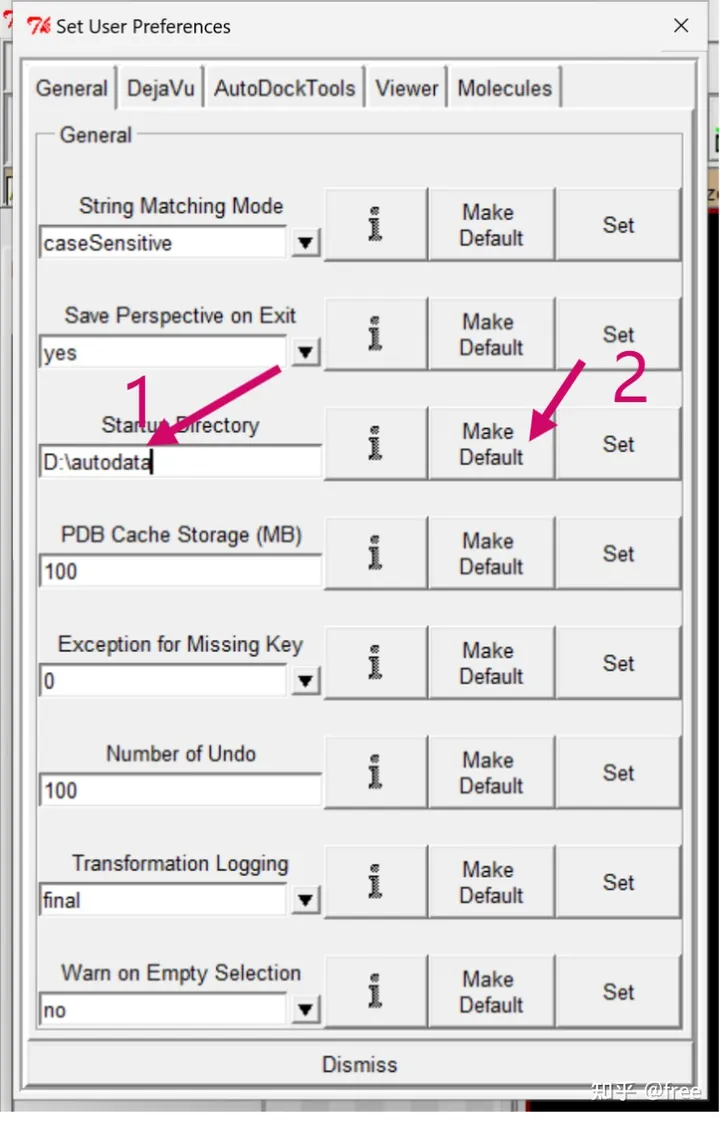 Set User Preferences
General DejaVu AutoDockTools Viewer Molecules
General
String Matching Mode
caseSensitive
i
Make
Default
Set
Save Perspective on Exit
yes
i
Make
Default
Set
1
2
Startup Directory
D:\autodata
i
Make
Default
Set
PDB Cache Storage (MB)
100
i
Make
Default
Set
Exception for Missing Key
0
i
Make
Default
Set
Number of Undo
100
i
Make
Default
Set
Transformation Logging
final
i
Make
Default
Set
Warn on Empty Selection
no
i
Make
Default
Set
Dismiss
知乎 @free